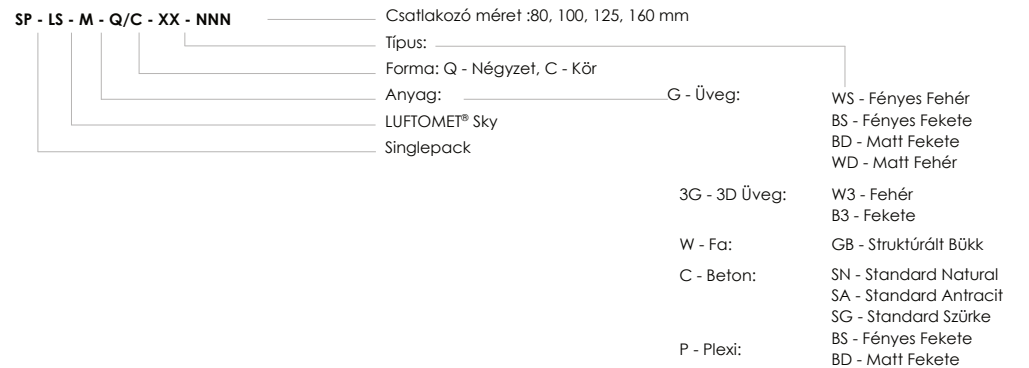 SP - LS - M - Q/C - XX - NNN
Csatlakozó méret :80, 100, 125, 160 mm
Típus:
Forma: Q - Négyzet, C - Kör
Anyag:
LUFTOMET® Sky
Singlepack
G - Üveg:
WS - Fényes Fehér
BS - Fényes Fekete
BD - Matt Fekete
WD - Matt Fehér
3G - 3D Üveg:
W3 - Fehér
B3 - Fekete
W - Fa:
GB - Struktúrált Bükk
C - Beton:
SN - Standard Natural
SA - Standard Antracit
SG - Standard Szürke
P - Plexi:
BS - Fényes Fekete
BD - Matt Fekete